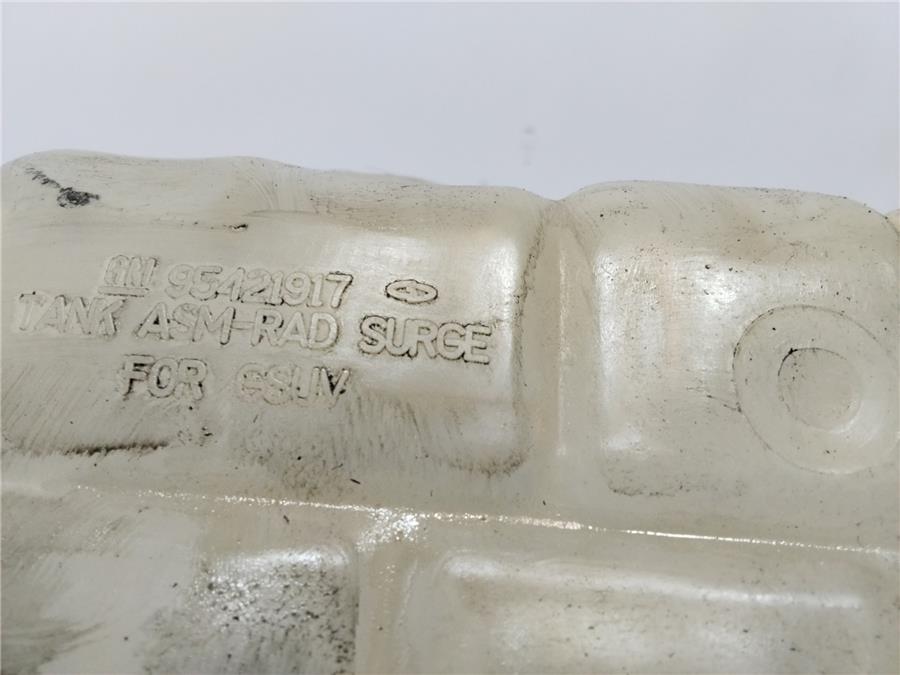 GM 95421917
TANK ASM-RAD SURGE
FOR GSUV